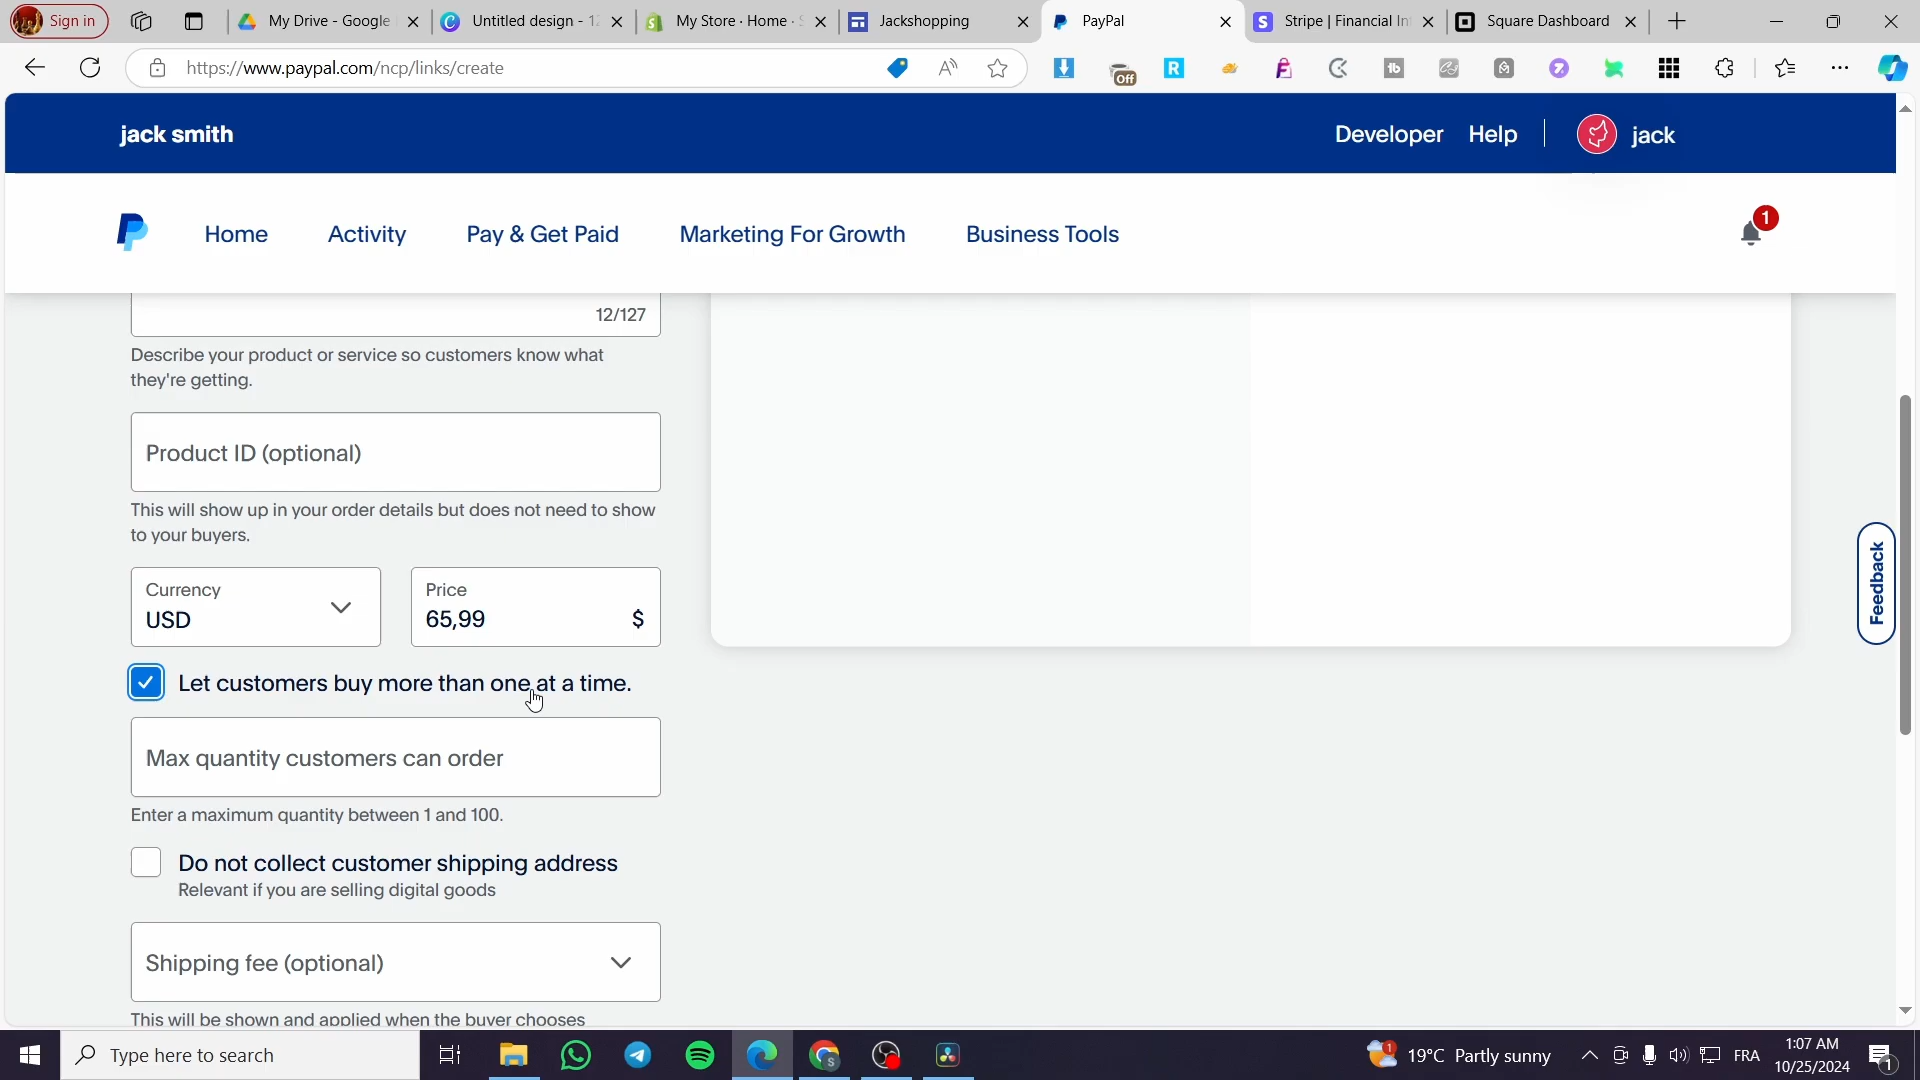 Sign in
My Drive - Google
Untitled design - 12
My Store · Home · S
Jackshopping
PayPal
Stripe | Financial In
Square Dashboard
https://www.paypal.com/ncp/links/create
Off
jack smith
Developer
Help
jack
Home
Activity
Pay & Get Paid
Marketing For Growth
Business Tools
1
12/127
Describe your product or service so customers know what
they're getting.
Product ID (optional)
This will show up in your order details but does not need to show
to your buyers.
Currency
USD
Price
65,99
$
Let customers buy more than one at a time.
Max quantity customers can order
Enter a maximum quantity between 1 and 100.
Do not collect customer shipping address
Relevant if you are selling digital goods
Shipping fee (optional)
This will be shown and applied when the buyer chooses
Feedback
Type here to search
1
19°C Partly sunny
FRA
1:07 AM
10/25/2024
1